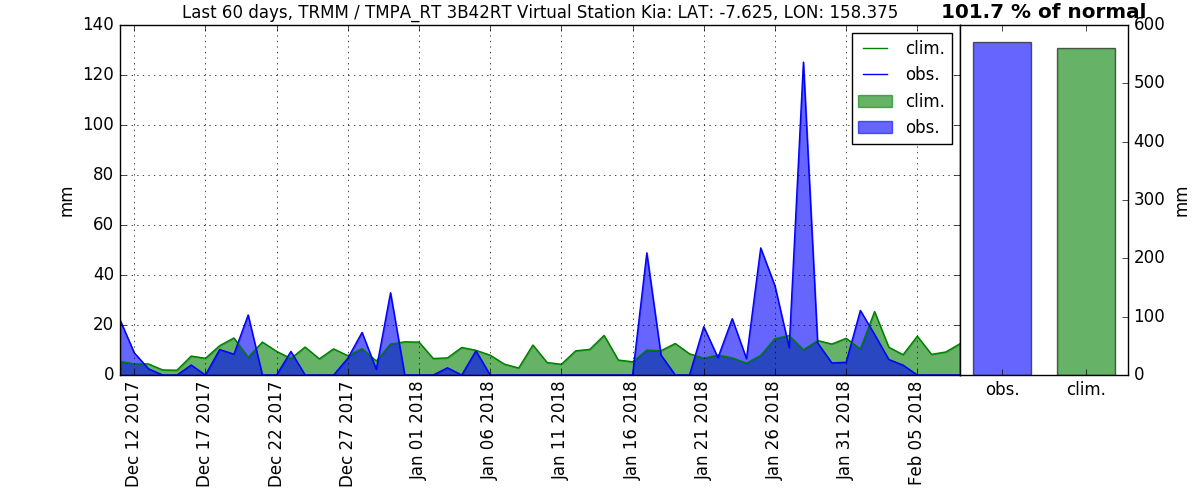 Last 60 days, TRMM / TMPA_RT 3B42RT Virtual Station Kia: LAT: -7.625, LON: 158.375
101.7 % of normal
140
120
100
80
60
40
20
0
mm
clim.
obs.
clim.
obs.
Dec 12 2017
Dec 17 2017
Dec 22 2017
Dec 27 2017
Jan 01 2018
Jan 06 2018
Jan 11 2018
Jan 16 2018
Jan 21 2018
Jan 26 2018
Jan 31 2018
Feb 05 2018
600
500
400
300
200
100
0
mm
obs.
clim.